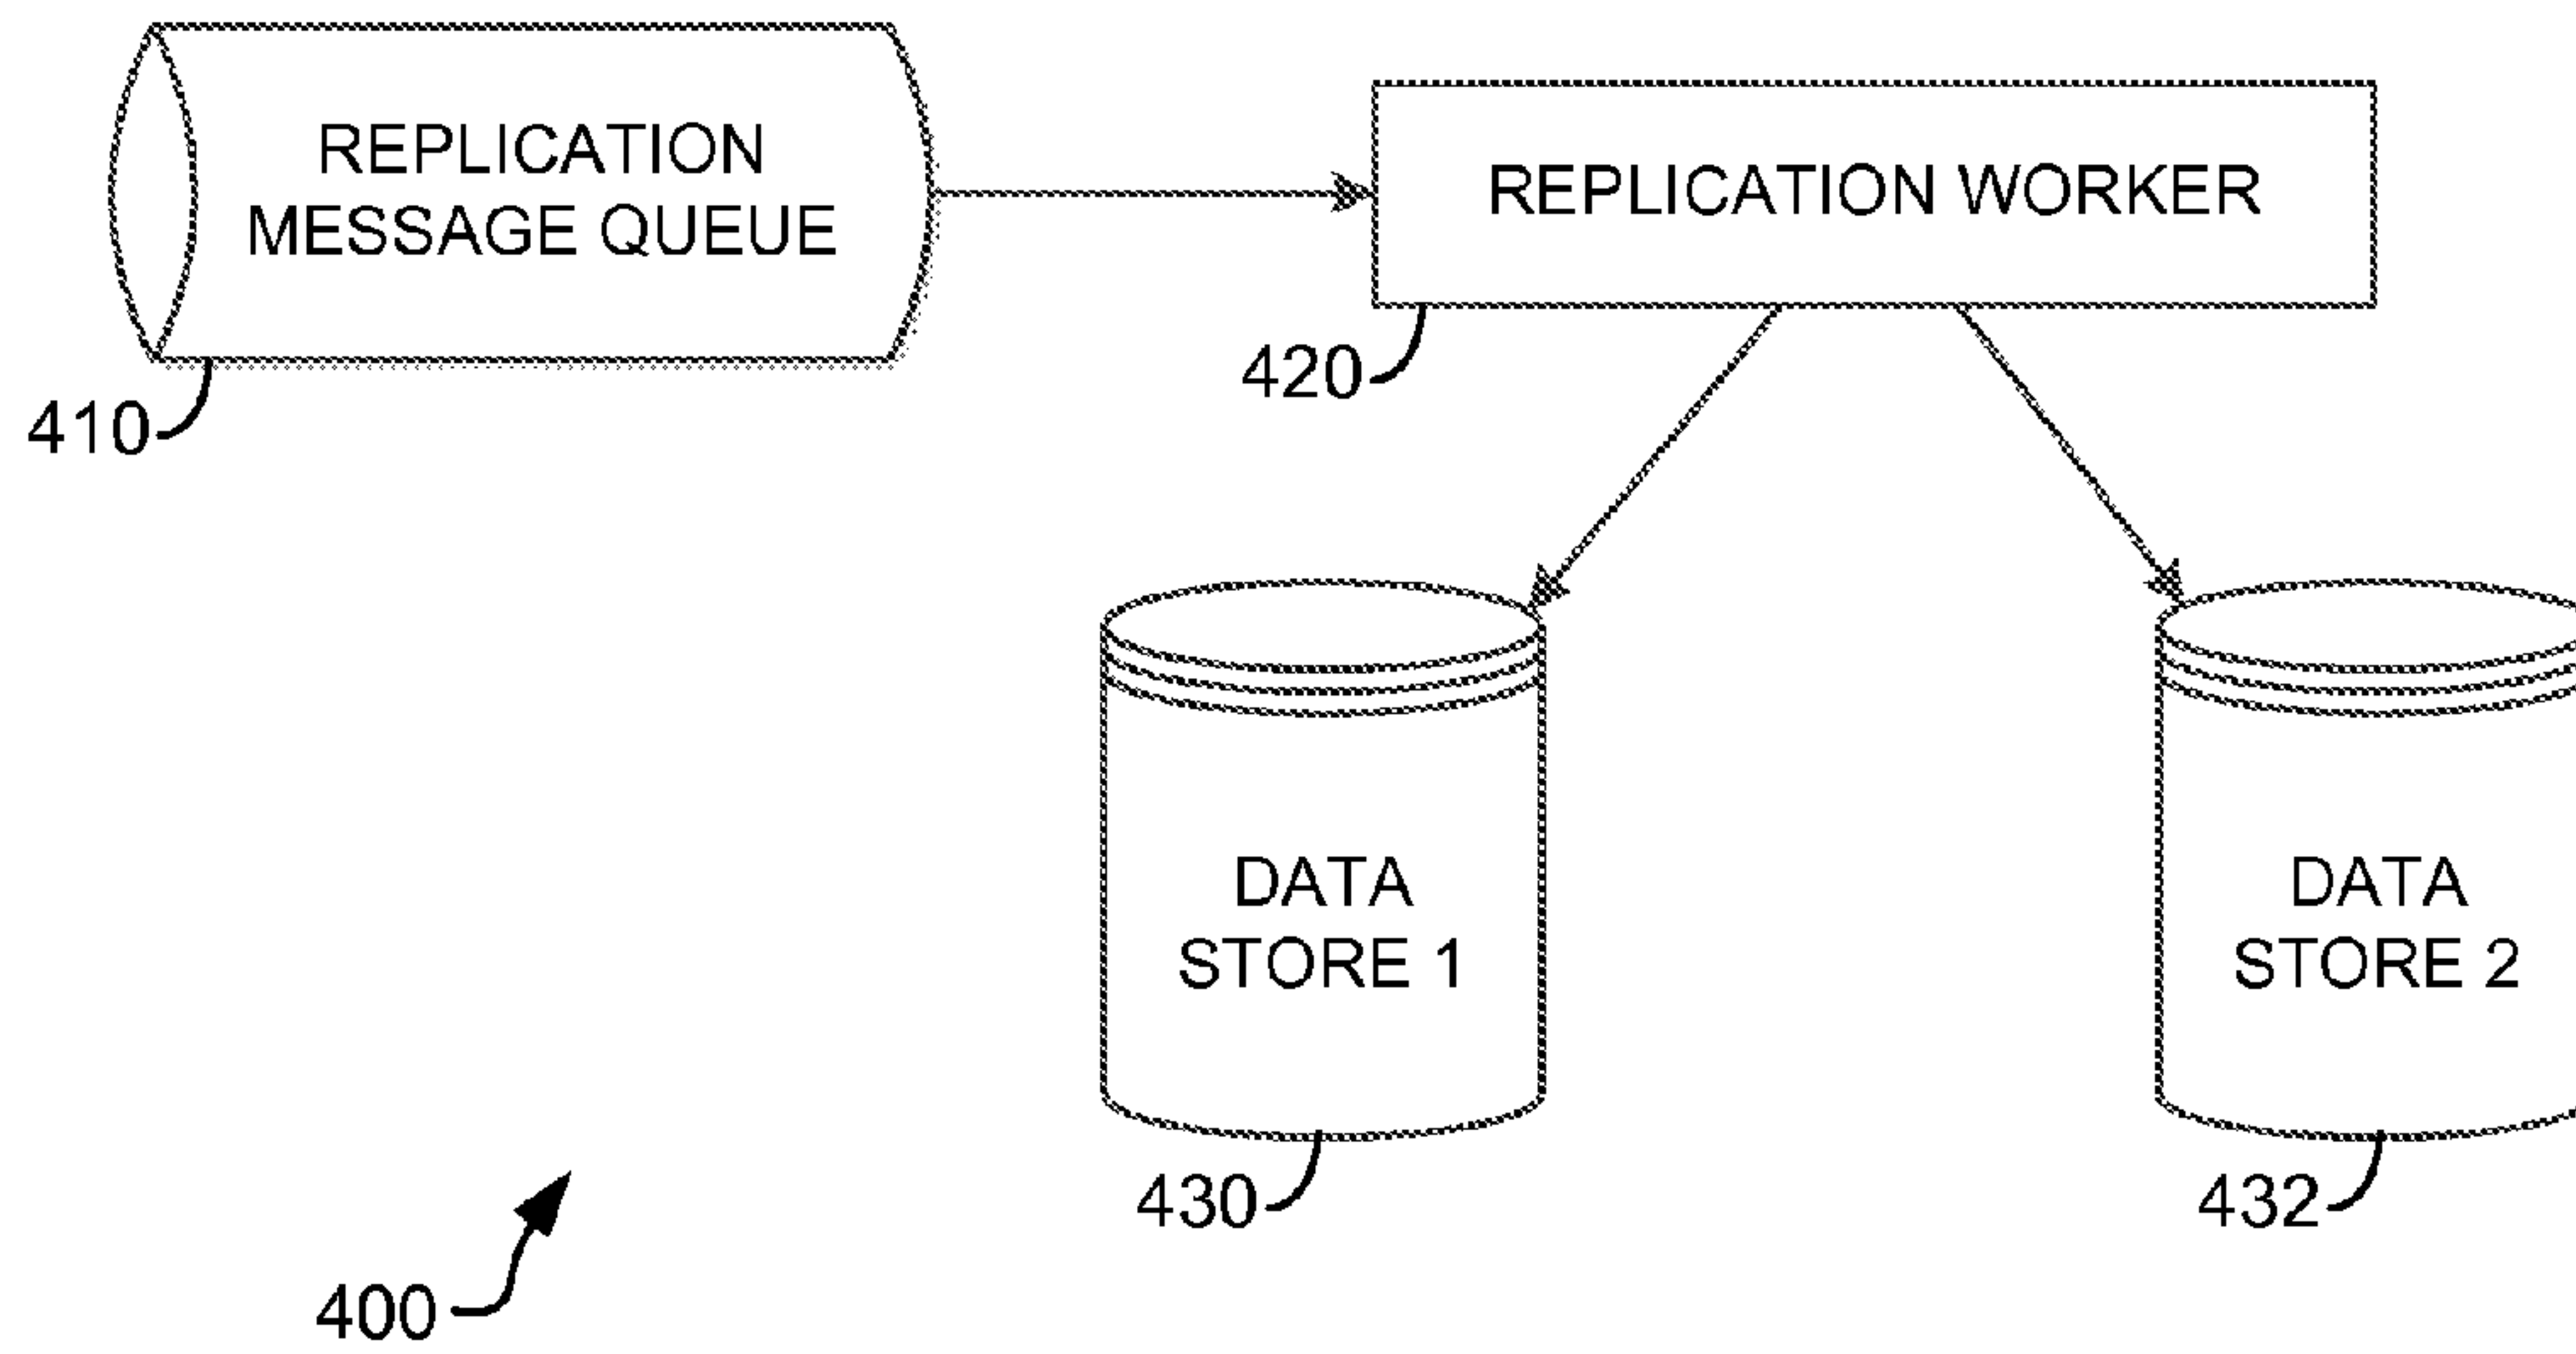 REPLICATION
MESSAGE QUEUE
REPLICATION WORKER
410
420
DATA
STORE 1
DATA
STORE 2
430
432
400